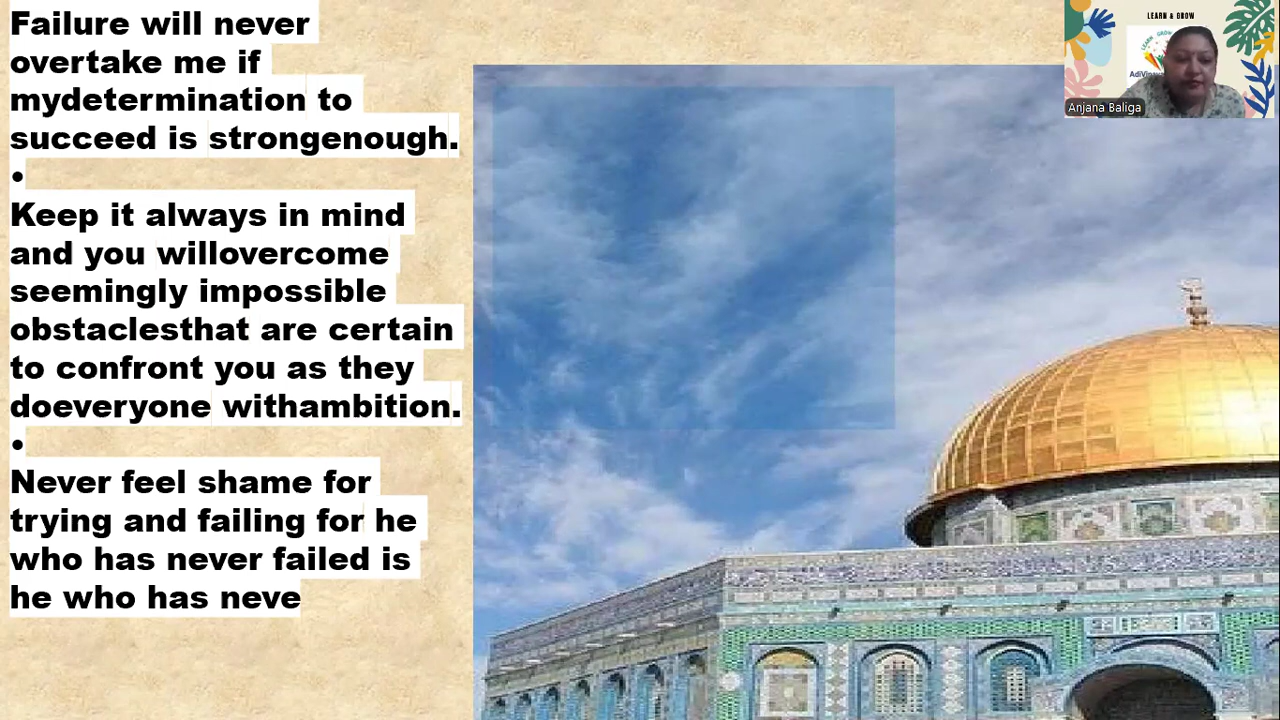 Failure will never
overtake me if
mydetermination to
succeed is strongenough.
•
Keep it always in mind
and you willovercome
seemingly impossible
obstaclesthat are certain
to confront you as they
doeveryone withambition.
•
Never feel shame for
trying and failing for he
who has never failed is
he who has neve
LEARN & GROW
LEARN GROW
Anjana Baliga